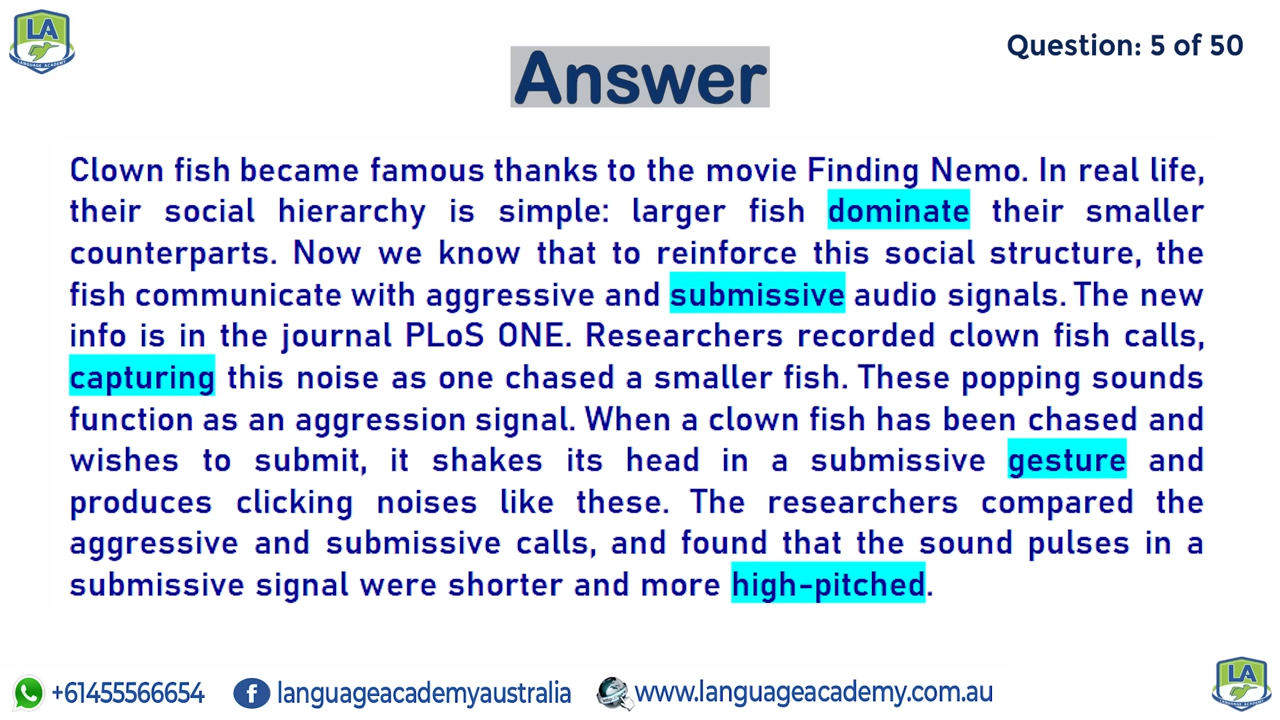 LA
LANGUAGE ACADEMY
Question: 5 of 50
Answer
Clown fish became famous thanks to the movie Finding Nemo. In real life,
their social hierarchy is simple: larger fish dominate their smaller
counterparts. Now we know that to reinforce this social structure, the
fish communicate with aggressive and submissive audio signals. The new
info is in the journal PLoS ONE. Researchers recorded clown fish calls,
capturing this noise as one chased a smaller fish. These popping sounds
function as an aggression signal. When a clown fish has been chased and
wishes to submit, it shakes its head in a submissive gesture and
produces clicking noises like these. The researchers compared the
aggressive and submissive calls, and found that the sound pulses in a
submissive signal were shorter and more high-pitched.
+61455566654 languageacademyaustralia www.languageacademy.com.au
LA
LANGUAGE ACADEMY